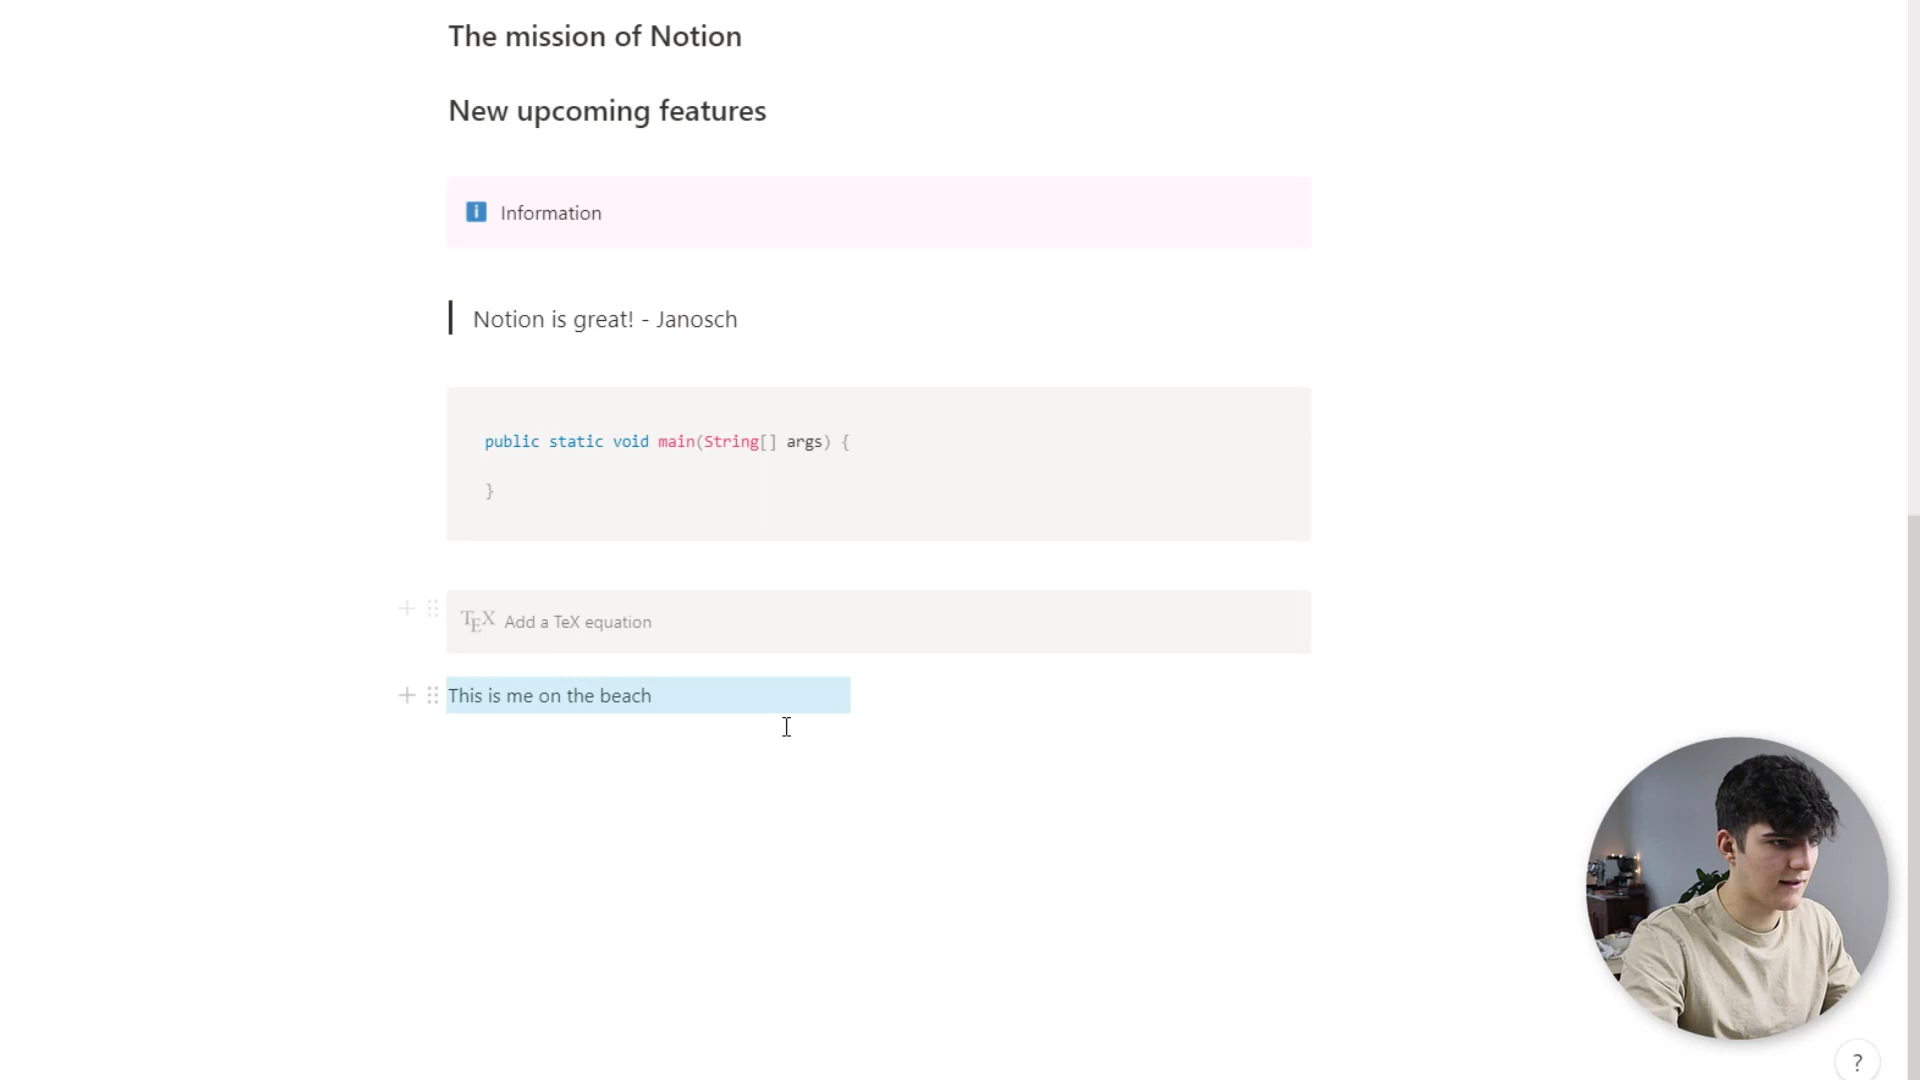 The mission of Notion
New upcoming features
i Information
Notion is great! - Janosch
public static void main(String[] args) {
}
TEX Add a TeX equation
This is me on the beach
?